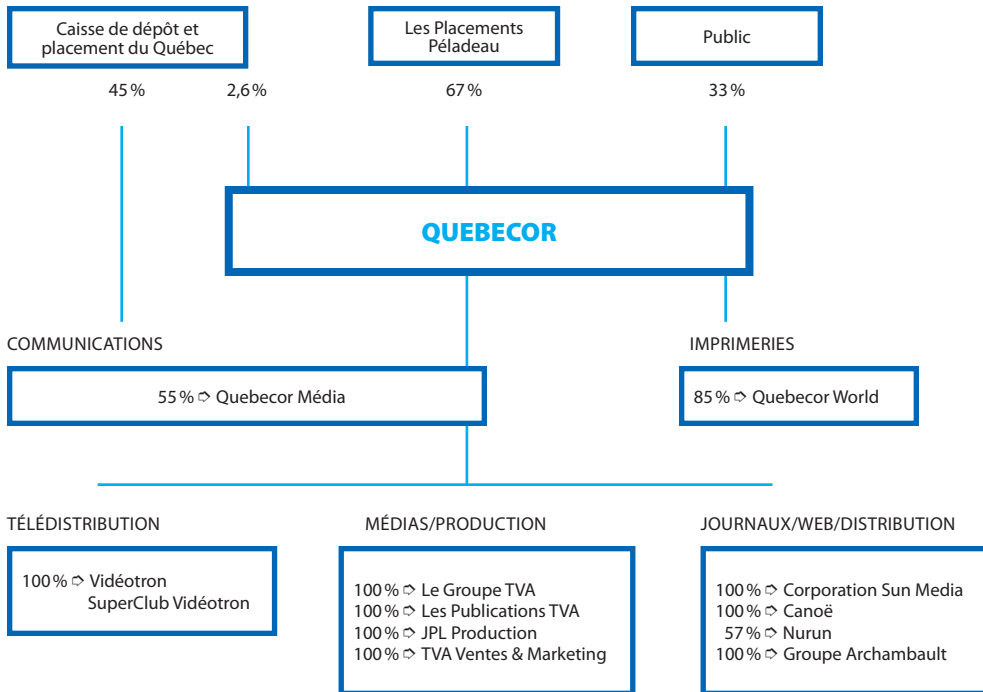 Caisse de dépôt et
placement du Québec
Les Placements
Péladeau
Public
45 %
2,6 %
67 %
33 %
QUEBECOR
COMMUNICATIONS
IMPRIMERIES
55 % ➮ Quebecor Média
85 % ➮ Quebecor World
TÉLÉDISTRIBUTION
MÉDIAS/PRODUCTION
JOURNAUX/WEB/DISTRIBUTION
100 % ➮ Vidéotron
SuperClub Vidéotron
100 % ➮ Le Groupe TVA
100 % ➮ Les Publications TVA
100 % ➮ JPL Production
100 % ➮ TVA Ventes & Marketing
100 % ➮ Corporation Sun Media
100 % ➮ Canoë
57 % ➮ Nurun
100 % ➮ Groupe Archambault